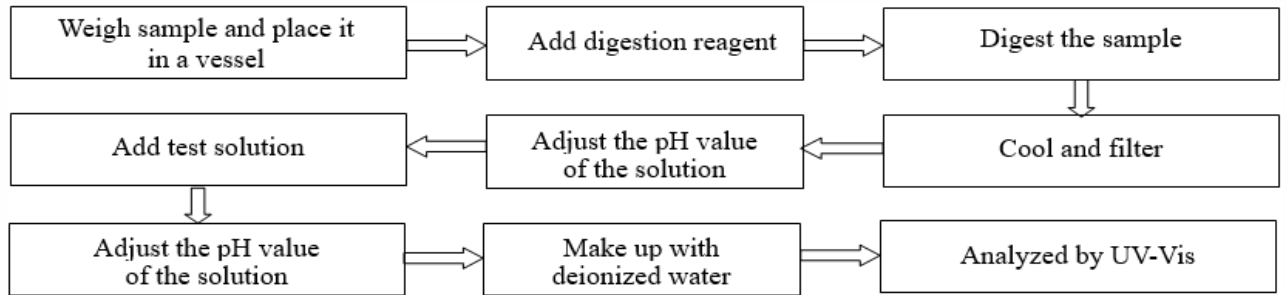 Weigh sample and place it
in a vessel
Add digestion reagent
Digest the sample
Cool and filter
Adjust the pH value
of the solution
Add test solution
Adjust the pH value
of the solution
Make up with
deionized water
Analyzed by UV-Vis